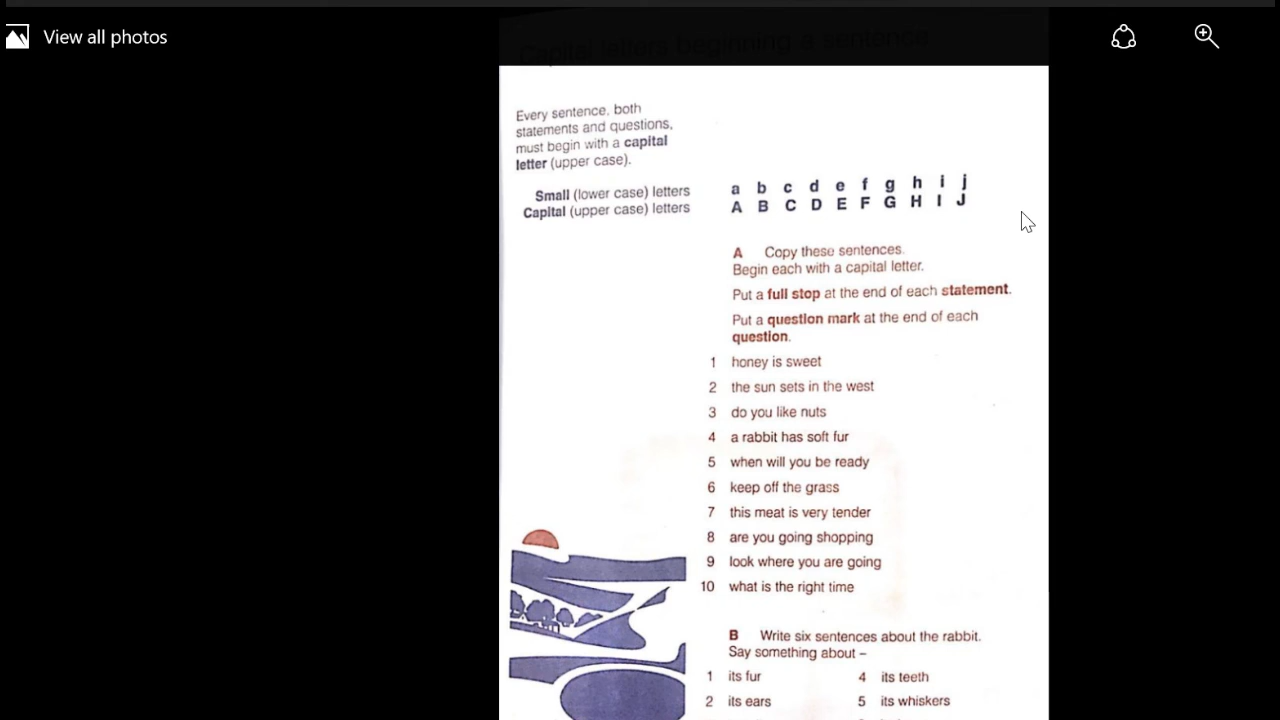 View all photos
Capital letters beginning a sentence
Every sentence, both
statements and questions,
must begin with a capital
letter (upper case).
Small (lower case) letters a b c d e f g h i j
Capital (upper case) letters A B C D E F G H I J
A Copy these sentences.
Begin each with a capital letter.
Put a full stop at the end of each statement.
Put a question mark at the end of each
question.
1 honey is sweet
2 the sun sets in the west
3 do you like nuts
4 a rabbit has soft fur
5 when will you be ready
6 keep off the grass
7 this meat is very tender
8 are you going shopping
9 look where you are going
10 what is the right time
B Write six sentences about the rabbit.
Say something about –
1 its fur 4 its teeth
2 its ears 5 its whiskers